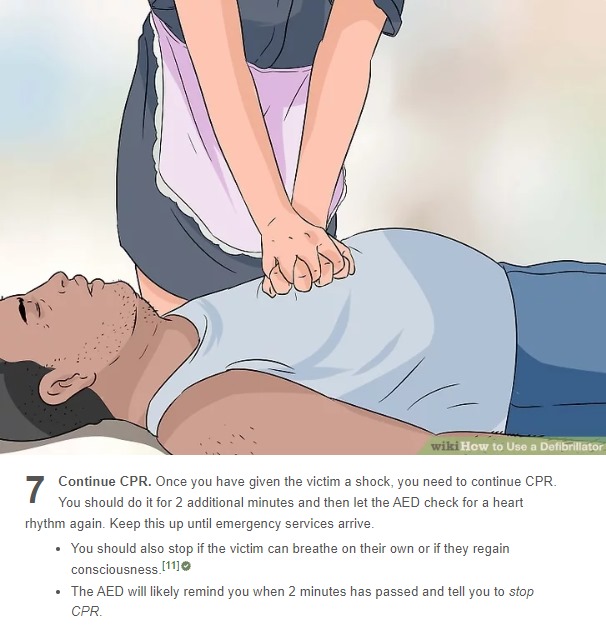 wikiHow to Use a Defibrillator
7 Continue CPR. Once you have given the victim a shock, you need to continue CPR.
You should do it for 2 additional minutes and then let the AED check for a heart
rhythm again. Keep this up until emergency services arrive.
• You should also stop if the victim can breathe on their own or if they regain
consciousness.[11]
• The AED will likely remind you when 2 minutes has passed and tell you to stop
CPR.